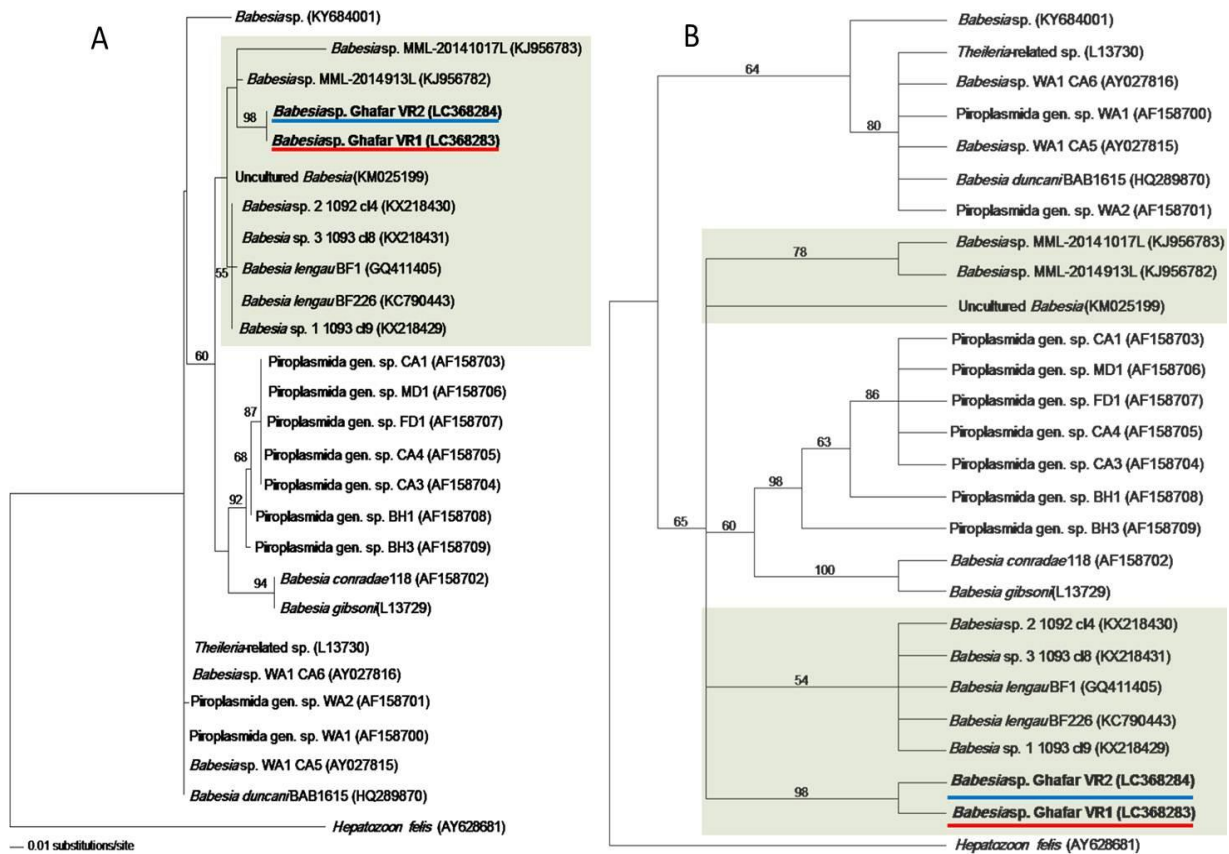 A
Babesia sp. (KY684001)
Babesia sp. MML-20141017L (KJ956783)
Babesia sp. MML-2014913L (KJ956782)
Babesia sp. Ghafar VR2 (LC368284)
98
Babesia sp. Ghafar VR1 (LC368283)
Uncultured Babesia (KM025199)
Babesia sp. 2 1092 cl4 (KX218430)
Babesia sp. 3 1093 cl8 (KX218431)
55
Babesia lengau BF1 (GQ411405)
Babesia lengau BF226 (KC790443)
Babesia sp. 1 1093 cl9 (KX218429)
60
Piroplasmida gen. sp. CA1 (AF158703)
Piroplasmida gen. sp. MD1 (AF158706)
87
Piroplasmida gen. sp. FD1 (AF158707)
68
Piroplasmida gen. sp. CA4 (AF158705)
Piroplasmida gen. sp. CA3 (AF158704)
92
Piroplasmida gen. sp. BH1 (AF158708)
Piroplasmida gen. sp. BH3 (AF158709)
94
Babesia conradae 118 (AF158702)
Babesia gibsoni (L13729)
Theileria-related sp. (L13730)
Babesia sp. WA1 CA6 (AY027816)
Piroplasmida gen. sp. WA2 (AF158701)
Piroplasmida gen. sp. WA1 (AF158700)
Babesia sp. WA1 CA5 (AY027815)
Babesia duncani BAB1615 (HQ289870)
Hepatozoon felis (AY628681)
0.01 substitutions/site
B
Babesia sp. (KY684001)
64
Theileria-related sp. (L13730)
Babesia sp. WA1 CA6 (AY027816)
Piroplasmida gen. sp. WA1 (AF158700)
80
Babesia sp. WA1 CA5 (AY027815)
Babesia duncani BAB1615 (HQ289870)
Piroplasmida gen. sp. WA2 (AF158701)
78
Babesia sp. MML-20141017L (KJ956783)
Babesia sp. MML-2014913L (KJ956782)
Uncultured Babesia (KM025199)
Piroplasmida gen. sp. CA1 (AF158703)
Piroplasmida gen. sp. MD1 (AF158706)
86
Piroplasmida gen. sp. FD1 (AF158707)
63
Piroplasmida gen. sp. CA4 (AF158705)
Piroplasmida gen. sp. CA3 (AF158704)
98
Piroplasmida gen. sp. BH1 (AF158708)
65
60
Piroplasmida gen. sp. BH3 (AF158709)
100
Babesia conradae 118 (AF158702)
Babesia gibsoni (L13729)
Babesia sp. 2 1092 cl4 (KX218430)
Babesia sp. 3 1093 cl8 (KX218431)
54
Babesia lengau BF1 (GQ411405)
Babesia lengau BF226 (KC790443)
Babesia sp. 1 1093 cl9 (KX218429)
98
Babesia sp. Ghafar VR2 (LC368284)
Babesia sp. Ghafar VR1 (LC368283)
Hepatozoon felis (AY628681)